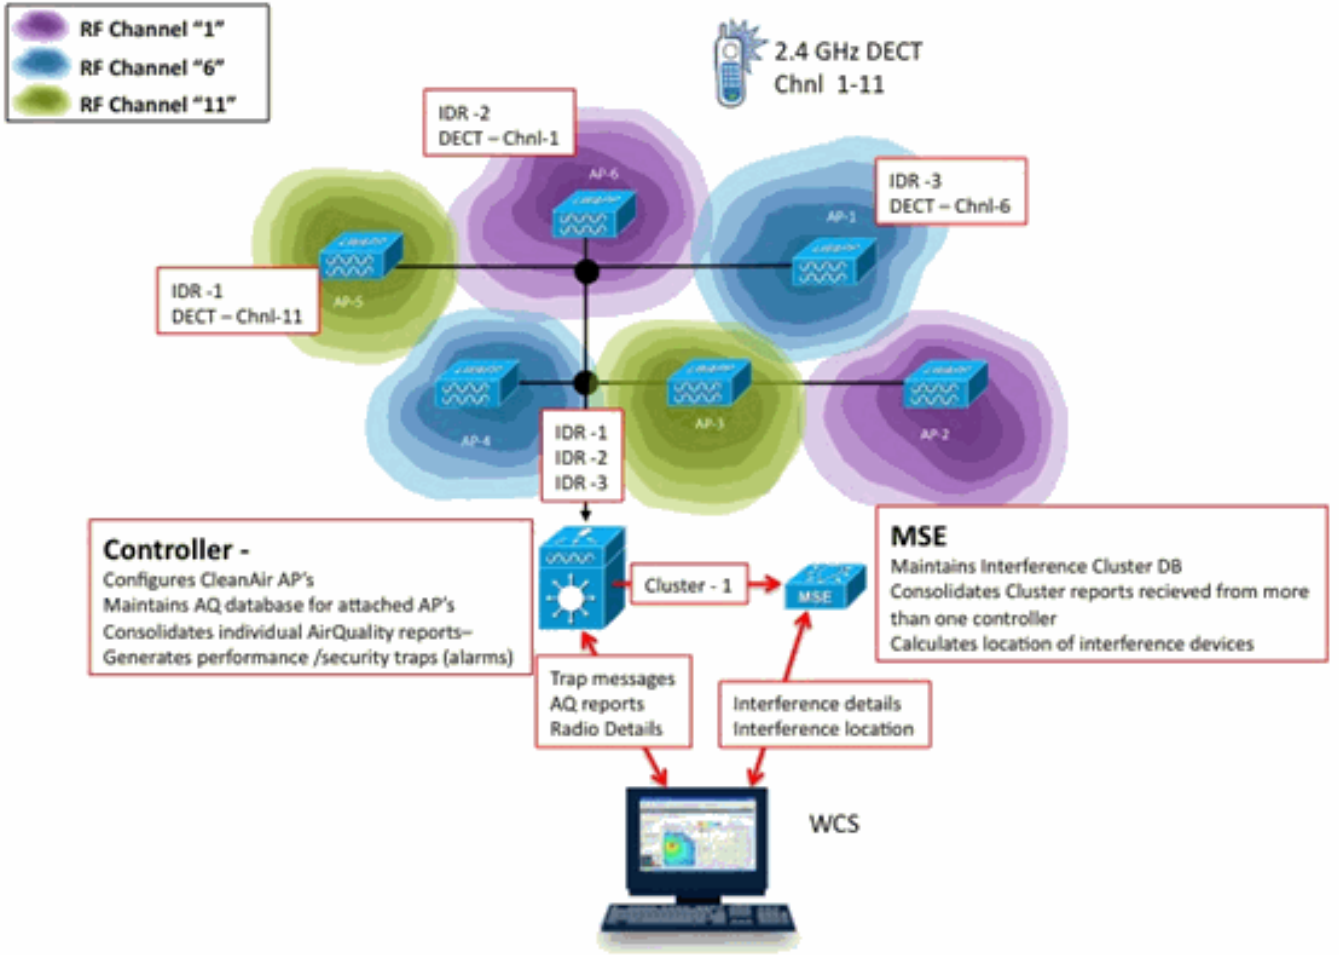 RF Channel “1”
RF Channel “6”
RF Channel “11”
2.4 GHz DECT
Chnl 1-11
IDR -2
DECT – Chnl-1
AP-6
IDR -3
DECT – Chnl-6
AP-1
IDR -1
DECT – Chnl-11
AP-5
AP-4
AP-3
AP-2
IDR -1
IDR -2
IDR -3
Controller -
Configures CleanAir AP’s
Maintains AQ database for attached AP’s
Consolidates individual AirQuality reports–
Generates performance /security traps (alarms)
Cluster - 1
MSE
MSE
Maintains Interference Cluster DB
Consolidates Cluster reports recieved from more
than one controller
Calculates location of interference devices
Trap messages
AQ reports
Radio Details
Interference details
Interference location
WCS